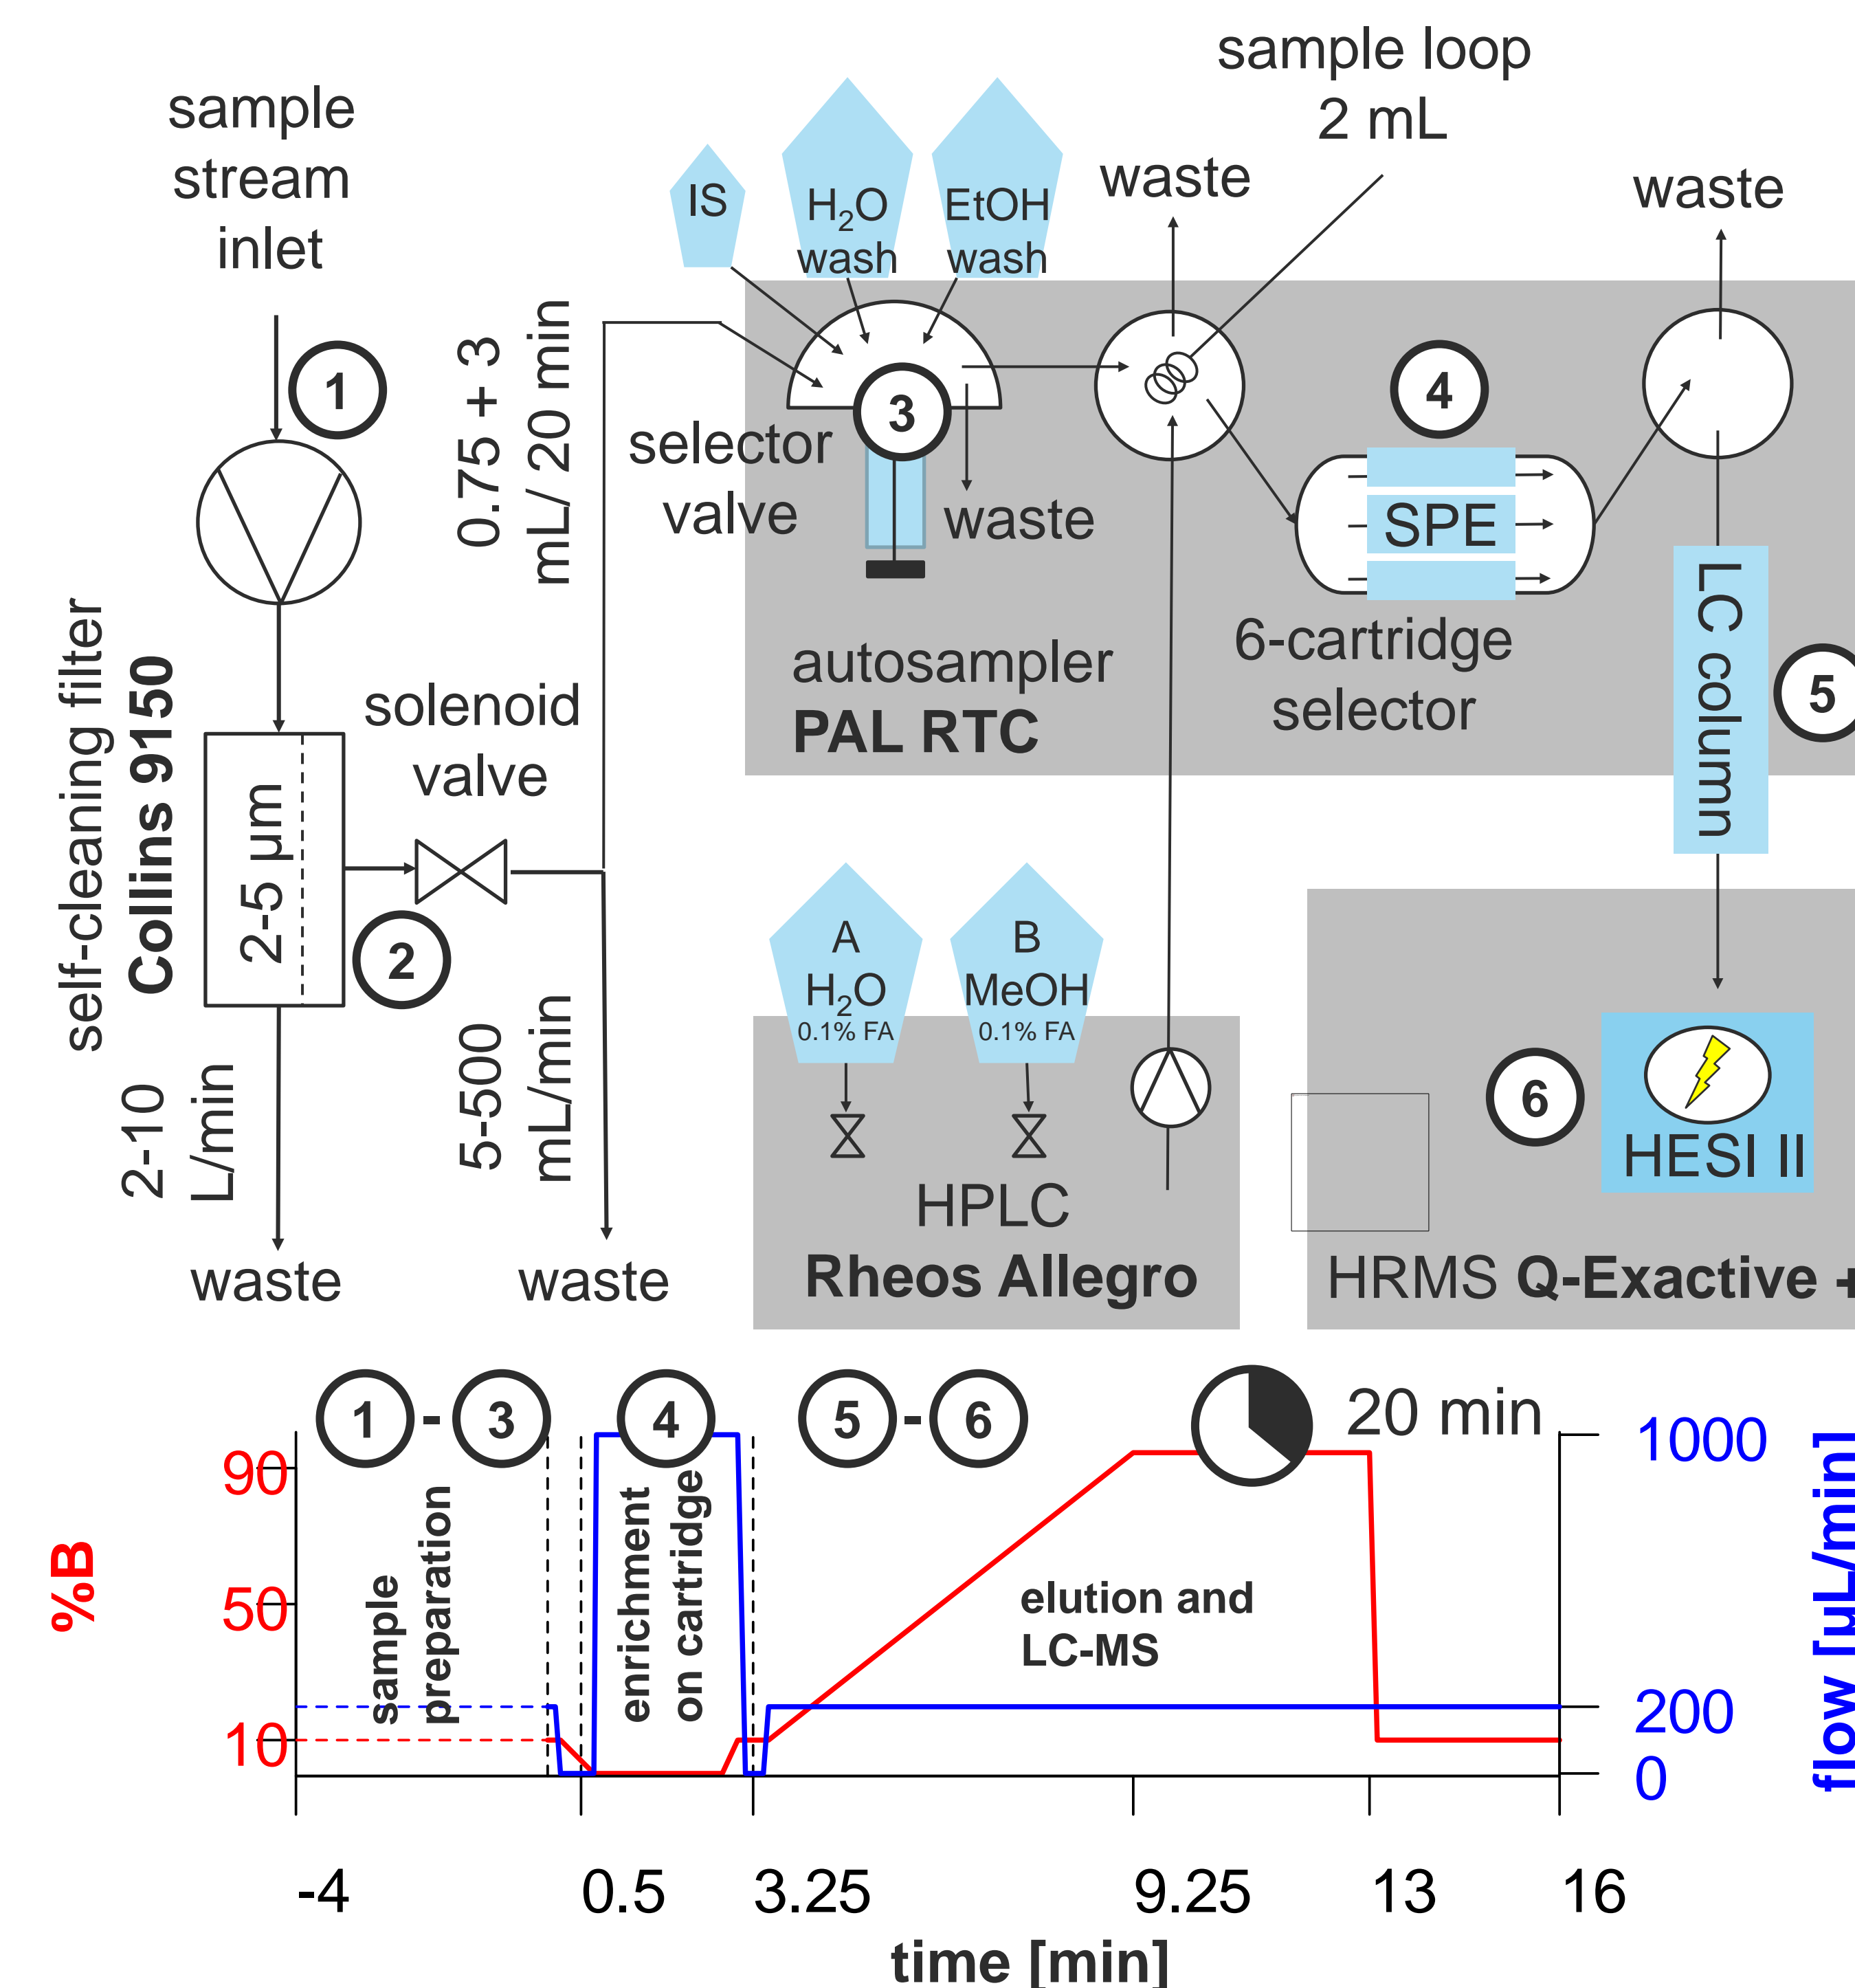 sample loop
2 mL
sample
stream
inlet
IS
H₂O
wash
EtOH
wash
waste
waste
1
0.75 + 3
mL/ 20 min
selector
valve
3
waste
4
SPE
6-cartridge
selector
autosampler
PAL RTC
LC column
5
self-cleaning filter
Collins 9150
2-5 µm
solenoid
valve
2
2-10
L/min
waste
5-500
mL/min
waste
A
H₂O
0.1% FA
B
MeOH
0.1% FA
HPLC
Rheos Allegro
6
HESI II
HRMS Q-Exactive +
1 - 3
4
5 - 6
20 min
%B
90
50
10
sample
preparation
enrichment
on cartridge
elution and
LC-MS
1000
200
0
flow [µL/min]
-4
0.5
3.25
9.25
13
16
time [min]